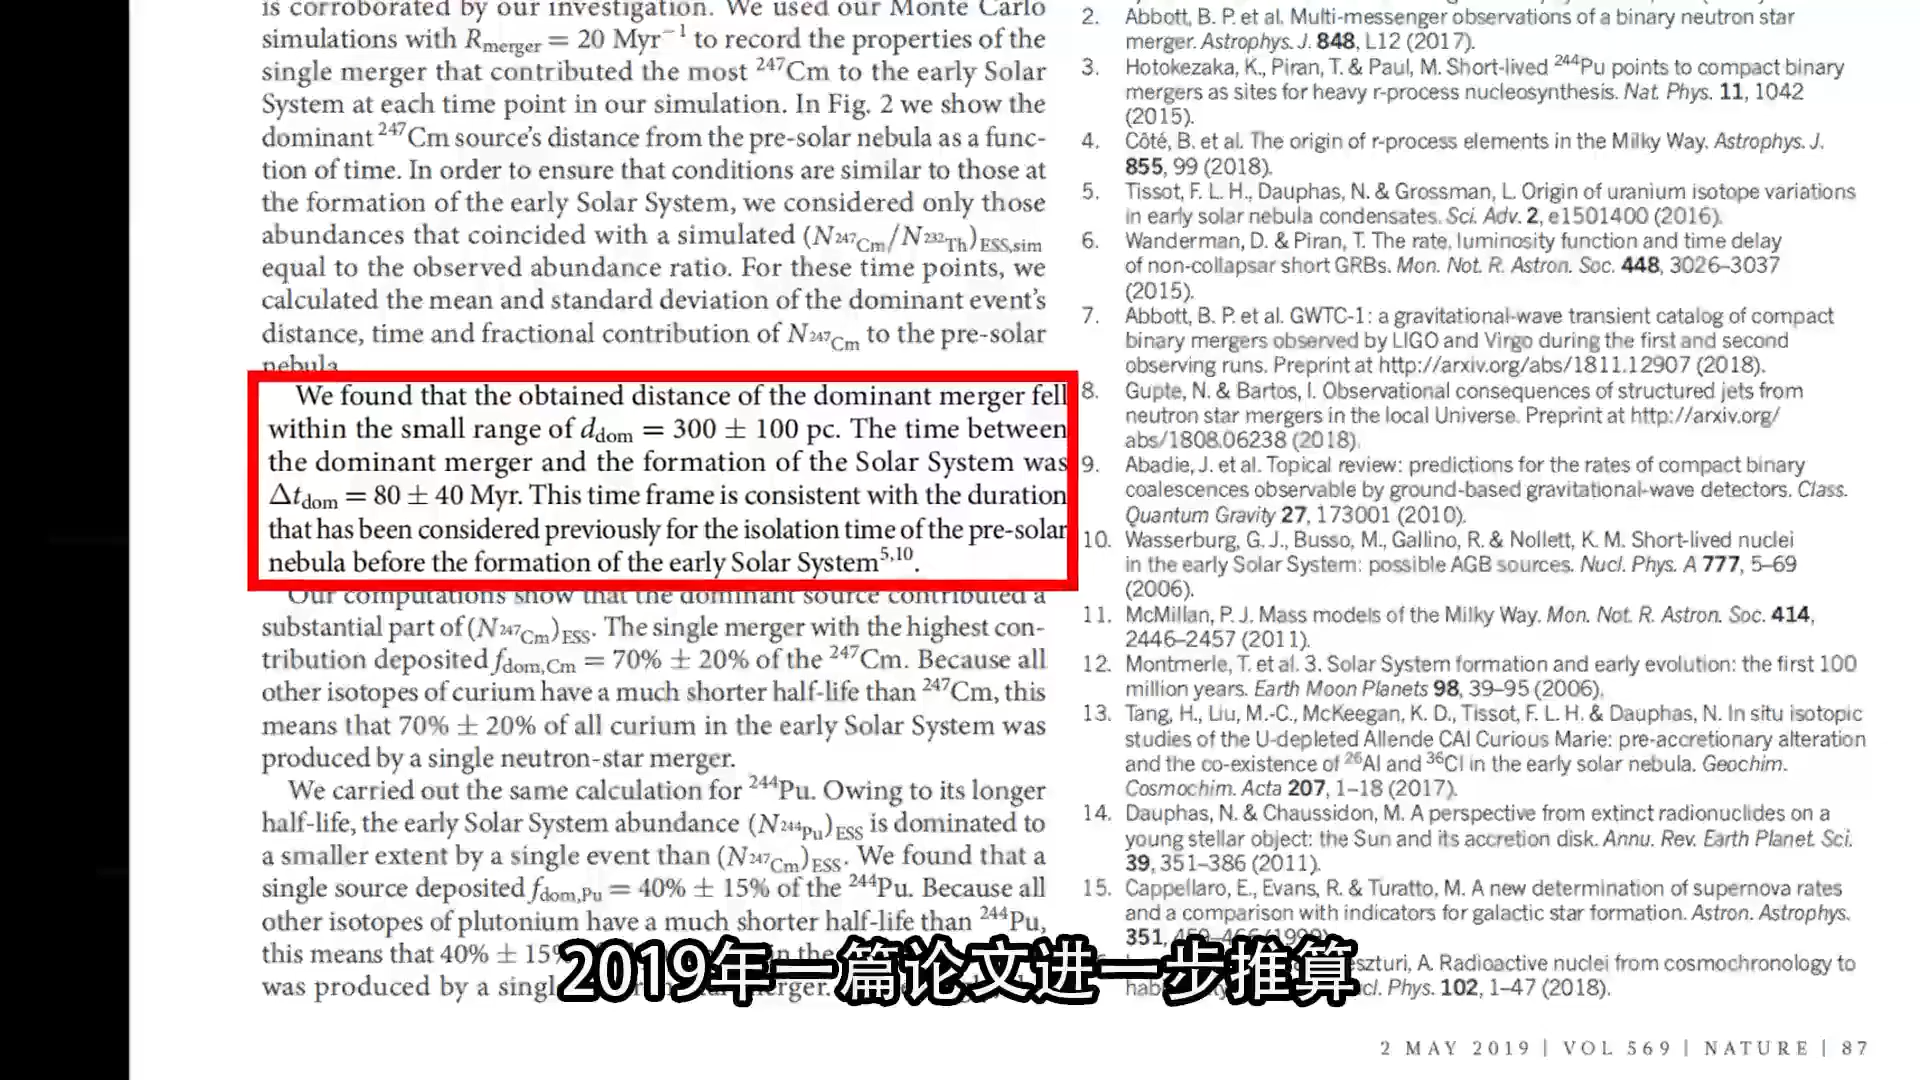 is corroborated by our investigation. We used our Monte Carlo
simulations with Rmerger = 20 Myr−1 to record the properties of the
single merger that contributed the most 247Cm to the early Solar
System at each time point in our simulation. In Fig. 2 we show the
dominant 247Cm source's distance from the pre-solar nebula as a func-
tion of time. In order to ensure that conditions are similar to those at
the formation of the early Solar System, we considered only those
abundances that coincided with a simulated (N247Cm/N232Th)ESS,sim
equal to the observed abundance ratio. For these time points, we
calculated the mean and standard deviation of the dominant event's
distance, time and fractional contribution of N247Cm to the pre-solar
nebula.
We found that the obtained distance of the dominant merger fell
within the small range of ddom = 300 ± 100 pc. The time between
the dominant merger and the formation of the Solar System was
Δtdom = 80 ± 40 Myr. This time frame is consistent with the duration
that has been considered previously for the isolation time of the pre-solar
nebula before the formation of the early Solar System5,10.
Our computations show that the dominant source contributed a
substantial part of (N247Cm)ESS. The single merger with the highest con-
tribution deposited fdom,Cm = 70% ± 20% of the 247Cm. Because all
other isotopes of curium have a much shorter half-life than 247Cm, this
means that 70% ± 20% of all curium in the early Solar System was
produced by a single neutron-star merger.
We carried out the same calculation for 244Pu. Owing to its longer
half-life, the early Solar System abundance (N244Pu)ESS is dominated to
a smaller extent by a single event than (N247Cm)ESS. We found that a
single source deposited fdom,Pu = 40% ± 15% of the 244Pu. Because all
other isotopes of plutonium have a much shorter half-life than 244Pu,
this means that 40% ± 15 in the
was produced by a singl erger.
2. Abbott, B. P. et al. Multi-messenger observations of a binary neutron star
merger. Astrophys. J. 848, L12 (2017).
3. Hotokezaka, K., Piran, T. & Paul, M. Short-lived 244Pu points to compact binary
mergers as sites for heavy r-process nucleosynthesis. Nat. Phys. 11, 1042
(2015).
4. Côté, B. et al. The origin of r-process elements in the Milky Way. Astrophys. J.
855, 99 (2018).
5. Tissot, F. L. H., Dauphas, N. & Grossman, L. Origin of uranium isotope variations
in early solar nebula condensates. Sci. Adv. 2, e1501400 (2016).
6. Wanderman, D. & Piran, T. The rate, luminosity function and time delay
of non-collapsar short GRBs. Mon. Not. R. Astron. Soc. 448, 3026–3037
(2015).
7. Abbott, B. P. et al. GWTC-1: a gravitational-wave transient catalog of compact
binary mergers observed by LIGO and Virgo during the first and second
observing runs. Preprint at http://arxiv.org/abs/1811.12907 (2018).
8. Gupte, N. & Bartos, I. Observational consequences of structured jets from
neutron star mergers in the local Universe. Preprint at http://arxiv.org/
abs/1808.06238 (2018).
9. Abadie, J. et al. Topical review: predictions for the rates of compact binary
coalescences observable by ground-based gravitational-wave detectors. Class.
Quantum Gravity 27, 173001 (2010).
10. Wasserburg, G. J., Busso, M., Gallino, R. & Nollett, K. M. Short-lived nuclei
in the early Solar System: possible AGB sources. Nucl. Phys. A 777, 5–69
(2006).
11. McMillan, P. J. Mass models of the Milky Way. Mon. Not. R. Astron. Soc. 414,
2446–2457 (2011).
12. Montmerle, T. et al. 3. Solar System formation and early evolution: the first 100
million years. Earth Moon Planets 98, 39–95 (2006).
13. Tang, H., Liu, M.-C., McKeegan, K. D., Tissot, F. L. H. & Dauphas, N. In situ isotopic
studies of the U-depleted Allende CAI Curious Marie: pre-accretionary alteration
and the co-existence of 26Al and 36Cl in the early solar nebula. Geochim.
Cosmochim. Acta 207, 1–18 (2017).
14. Dauphas, N. & Chaussidon, M. A perspective from extinct radionuclides on a
young stellar object: the Sun and its accretion disk. Annu. Rev. Earth Planet. Sci.
39, 351–386 (2011).
15. Cappellaro, E., Evans, R. & Turatto, M. A new determination of supernova rates
and a comparison with indicators for galactic star formation. Astron. Astrophys.
351, 459–466 (1999).
eszturi, A. Radioactive nuclei from cosmochronology to
hab cl. Phys. 102, 1–47 (2018).
2019年一篇论文进一步推算
2 MAY 2019 | VOL 569 | NATURE | 87